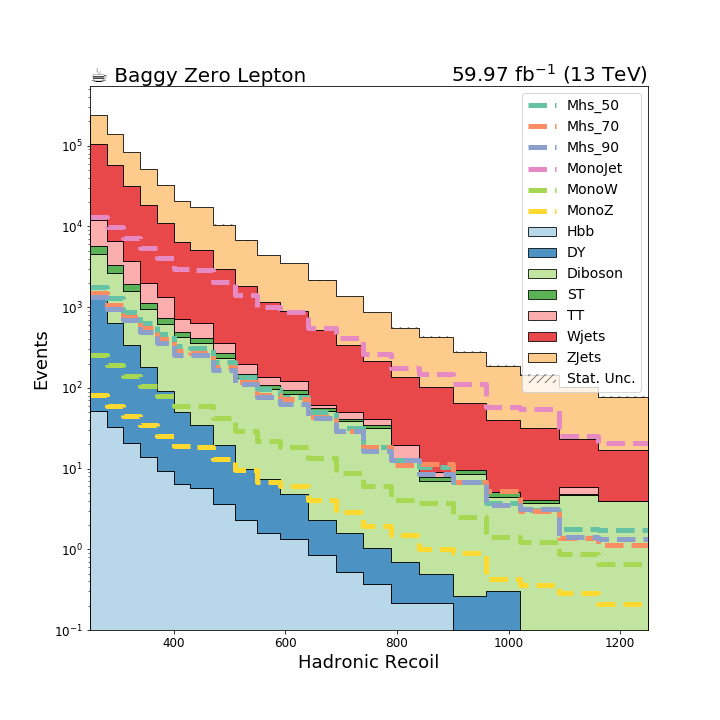 ☕ Baggy Zero Lepton
59.97 fb⁻¹ (13 TeV)
Mhs_50
Mhs_70
Mhs_90
MonoJet
MonoW
MonoZ
Hbb
DY
Diboson
ST
TT
Wjets
ZJets
Stat. Unc.
Events
10⁵
10⁴
10³
10²
10¹
10⁰
10⁻¹
400 600 800 1000 1200
Hadronic Recoil